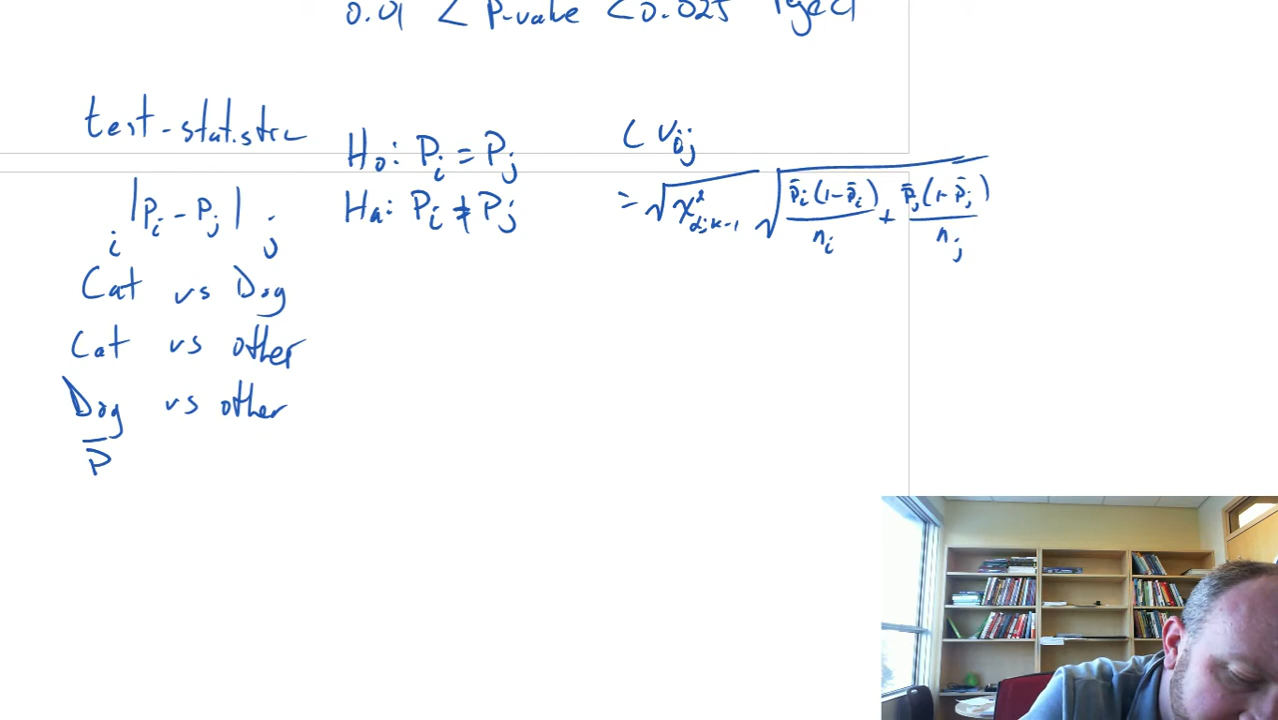 0.01 < P-value < 0.025 reject
test-statistic
H₀: Pᵢ = Pⱼ
CVᵢⱼ
|Pᵢ - Pⱼ|
Hₐ: Pᵢ ≠ Pⱼ
= √χ²_{α; k-1} √(p̄ᵢ(1-p̄ᵢ)/nᵢ + p̄ⱼ(1-p̄ⱼ)/nⱼ)
i j
Cat vs Dog
Cat vs other
Dog vs other
P̄